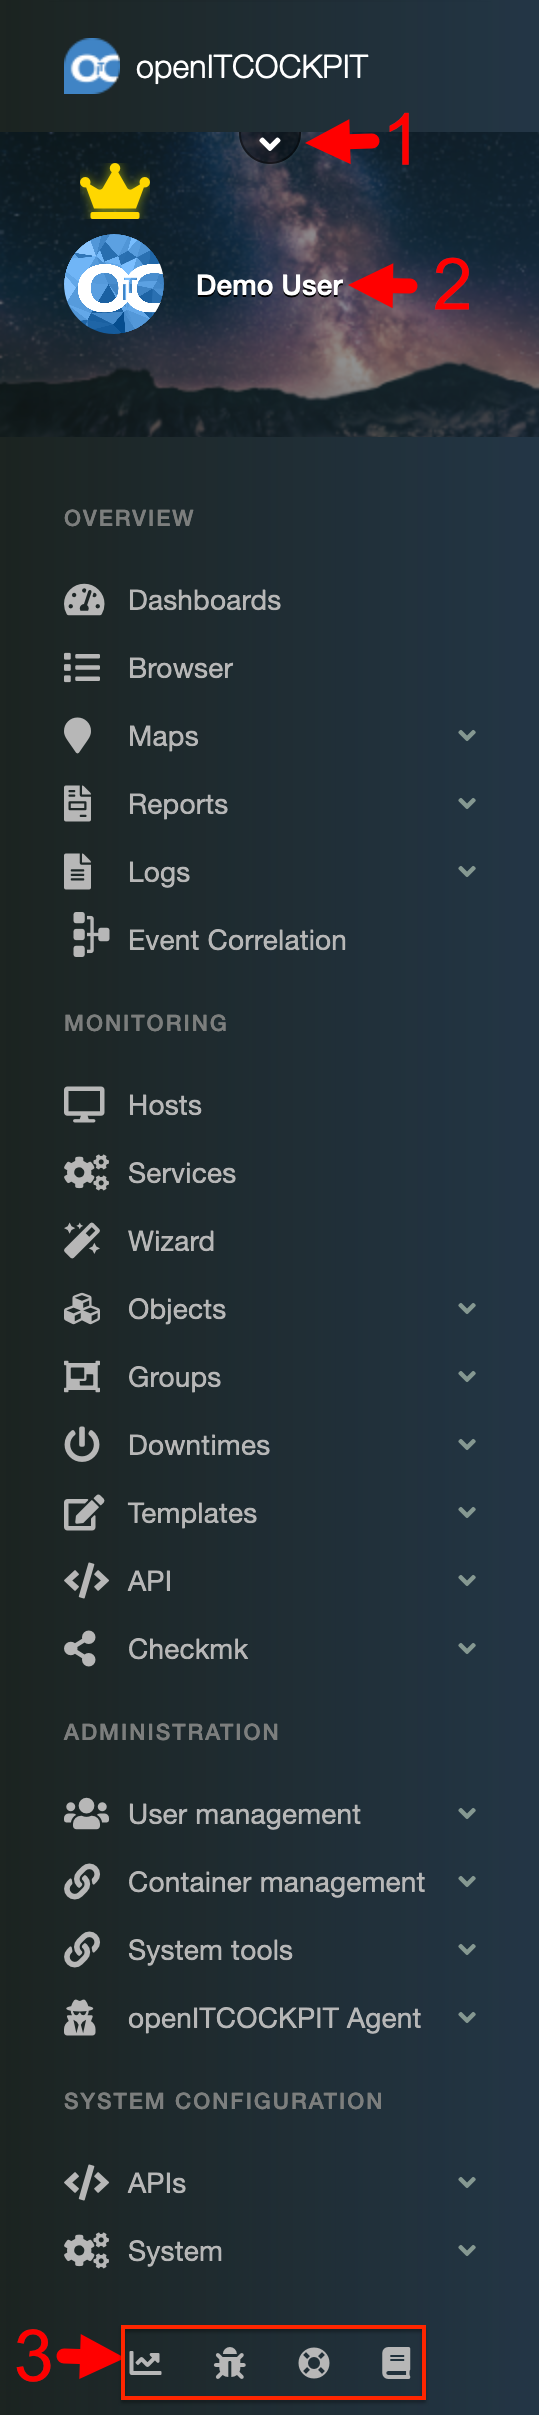 openITCOCKPIT
1
Demo User
2
OVERVIEW
Dashboards
Browser
Maps
Reports
Logs
Event Correlation
MONITORING
Hosts
Services
Wizard
Objects
Groups
Downtimes
Templates
API
Checkmk
ADMINISTRATION
User management
Container management
System tools
openITCOCKPIT Agent
SYSTEM CONFIGURATION
APIs
System
3